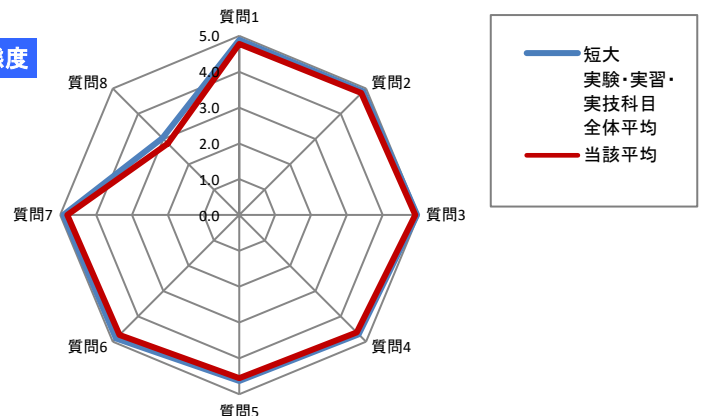 度
質問1
質問2
質問3
質問4
質問5
質問6
質問7
質問8
5.0
4.0
3.0
2.0
1.0
0.0
短大
実験・実習・
実技科目
全体平均
当該平均